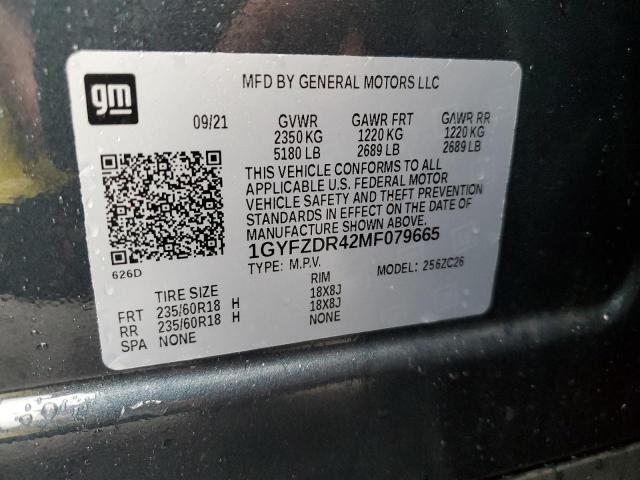 gm
MFD BY GENERAL MOTORS LLC
09/21 GVWR GAWR FRT GAWR RR
2350 KG 1220 KG 1220 KG
5180 LB 2689 LB 2689 LB
THIS VEHICLE CONFORMS TO ALL
APPLICABLE U.S. FEDERAL MOTOR
VEHICLE SAFETY AND THEFT PREVENTION
STANDARDS IN EFFECT ON THE DATE OF
MANUFACTURE SHOWN ABOVE.
1GYFZDR42MF079665
626D TYPE: M.P.V. MODEL: 256ZC26
TIRE SIZE RIM
FRT 235/60R18 H 18X8J
RR 235/60R18 H 18X8J
SPA NONE NONE